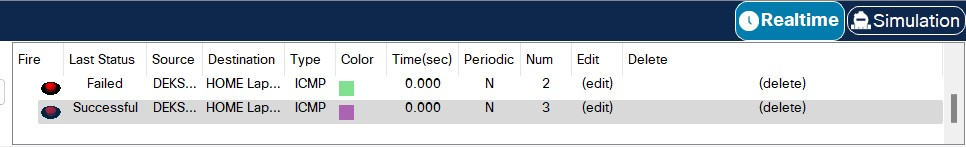 Realtime Simulation
Fire Last Status Source Destination Type Color Time(sec) Periodic Num Edit Delete
Failed DEKS... HOME Lap... ICMP 0.000 N 2 (edit) (delete)
Successful DEKS... HOME Lap... ICMP 0.000 N 3 (edit) (delete)